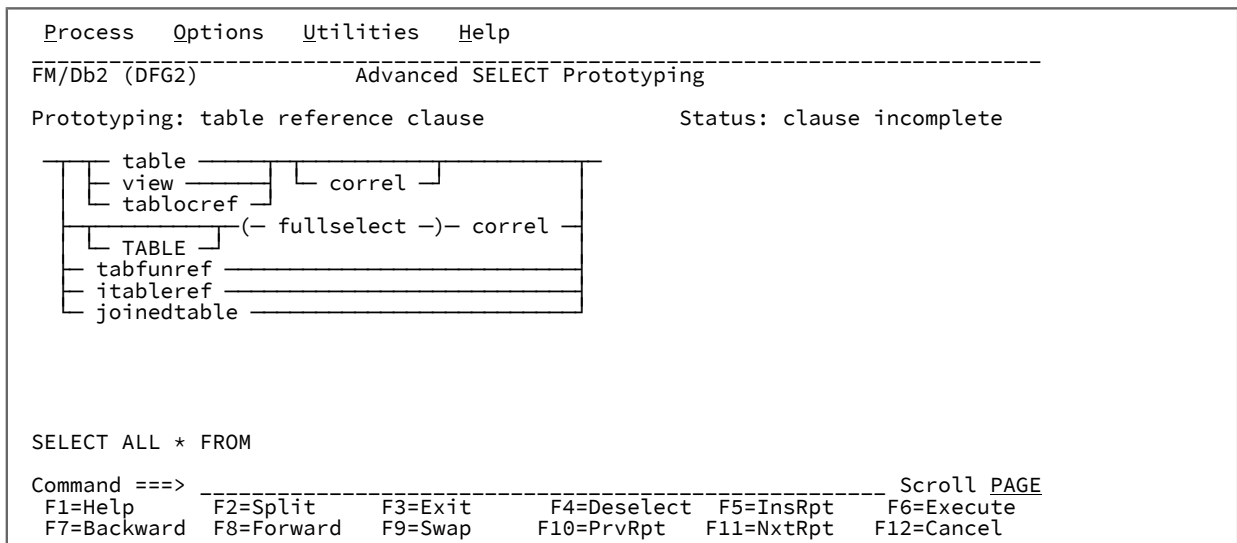 Process   Options   Utilities   Help
FM/Db2 (DFG2)   Advanced SELECT Prototyping
Prototyping: table reference clause   Status: clause incomplete
table
view   correl
tablocref
(─ fullselect ─)─ correl
TABLE
tabfunref
itableref
joinedtable
SELECT ALL * FROM
Command ===>   Scroll PAGE
F1=Help   F2=Split   F3=Exit   F4=Deselect   F5=InsRpt   F6=Execute
F7=Backward   F8=Forward   F9=Swap   F10=PrvRpt   F11=NxtRpt   F12=Cancel